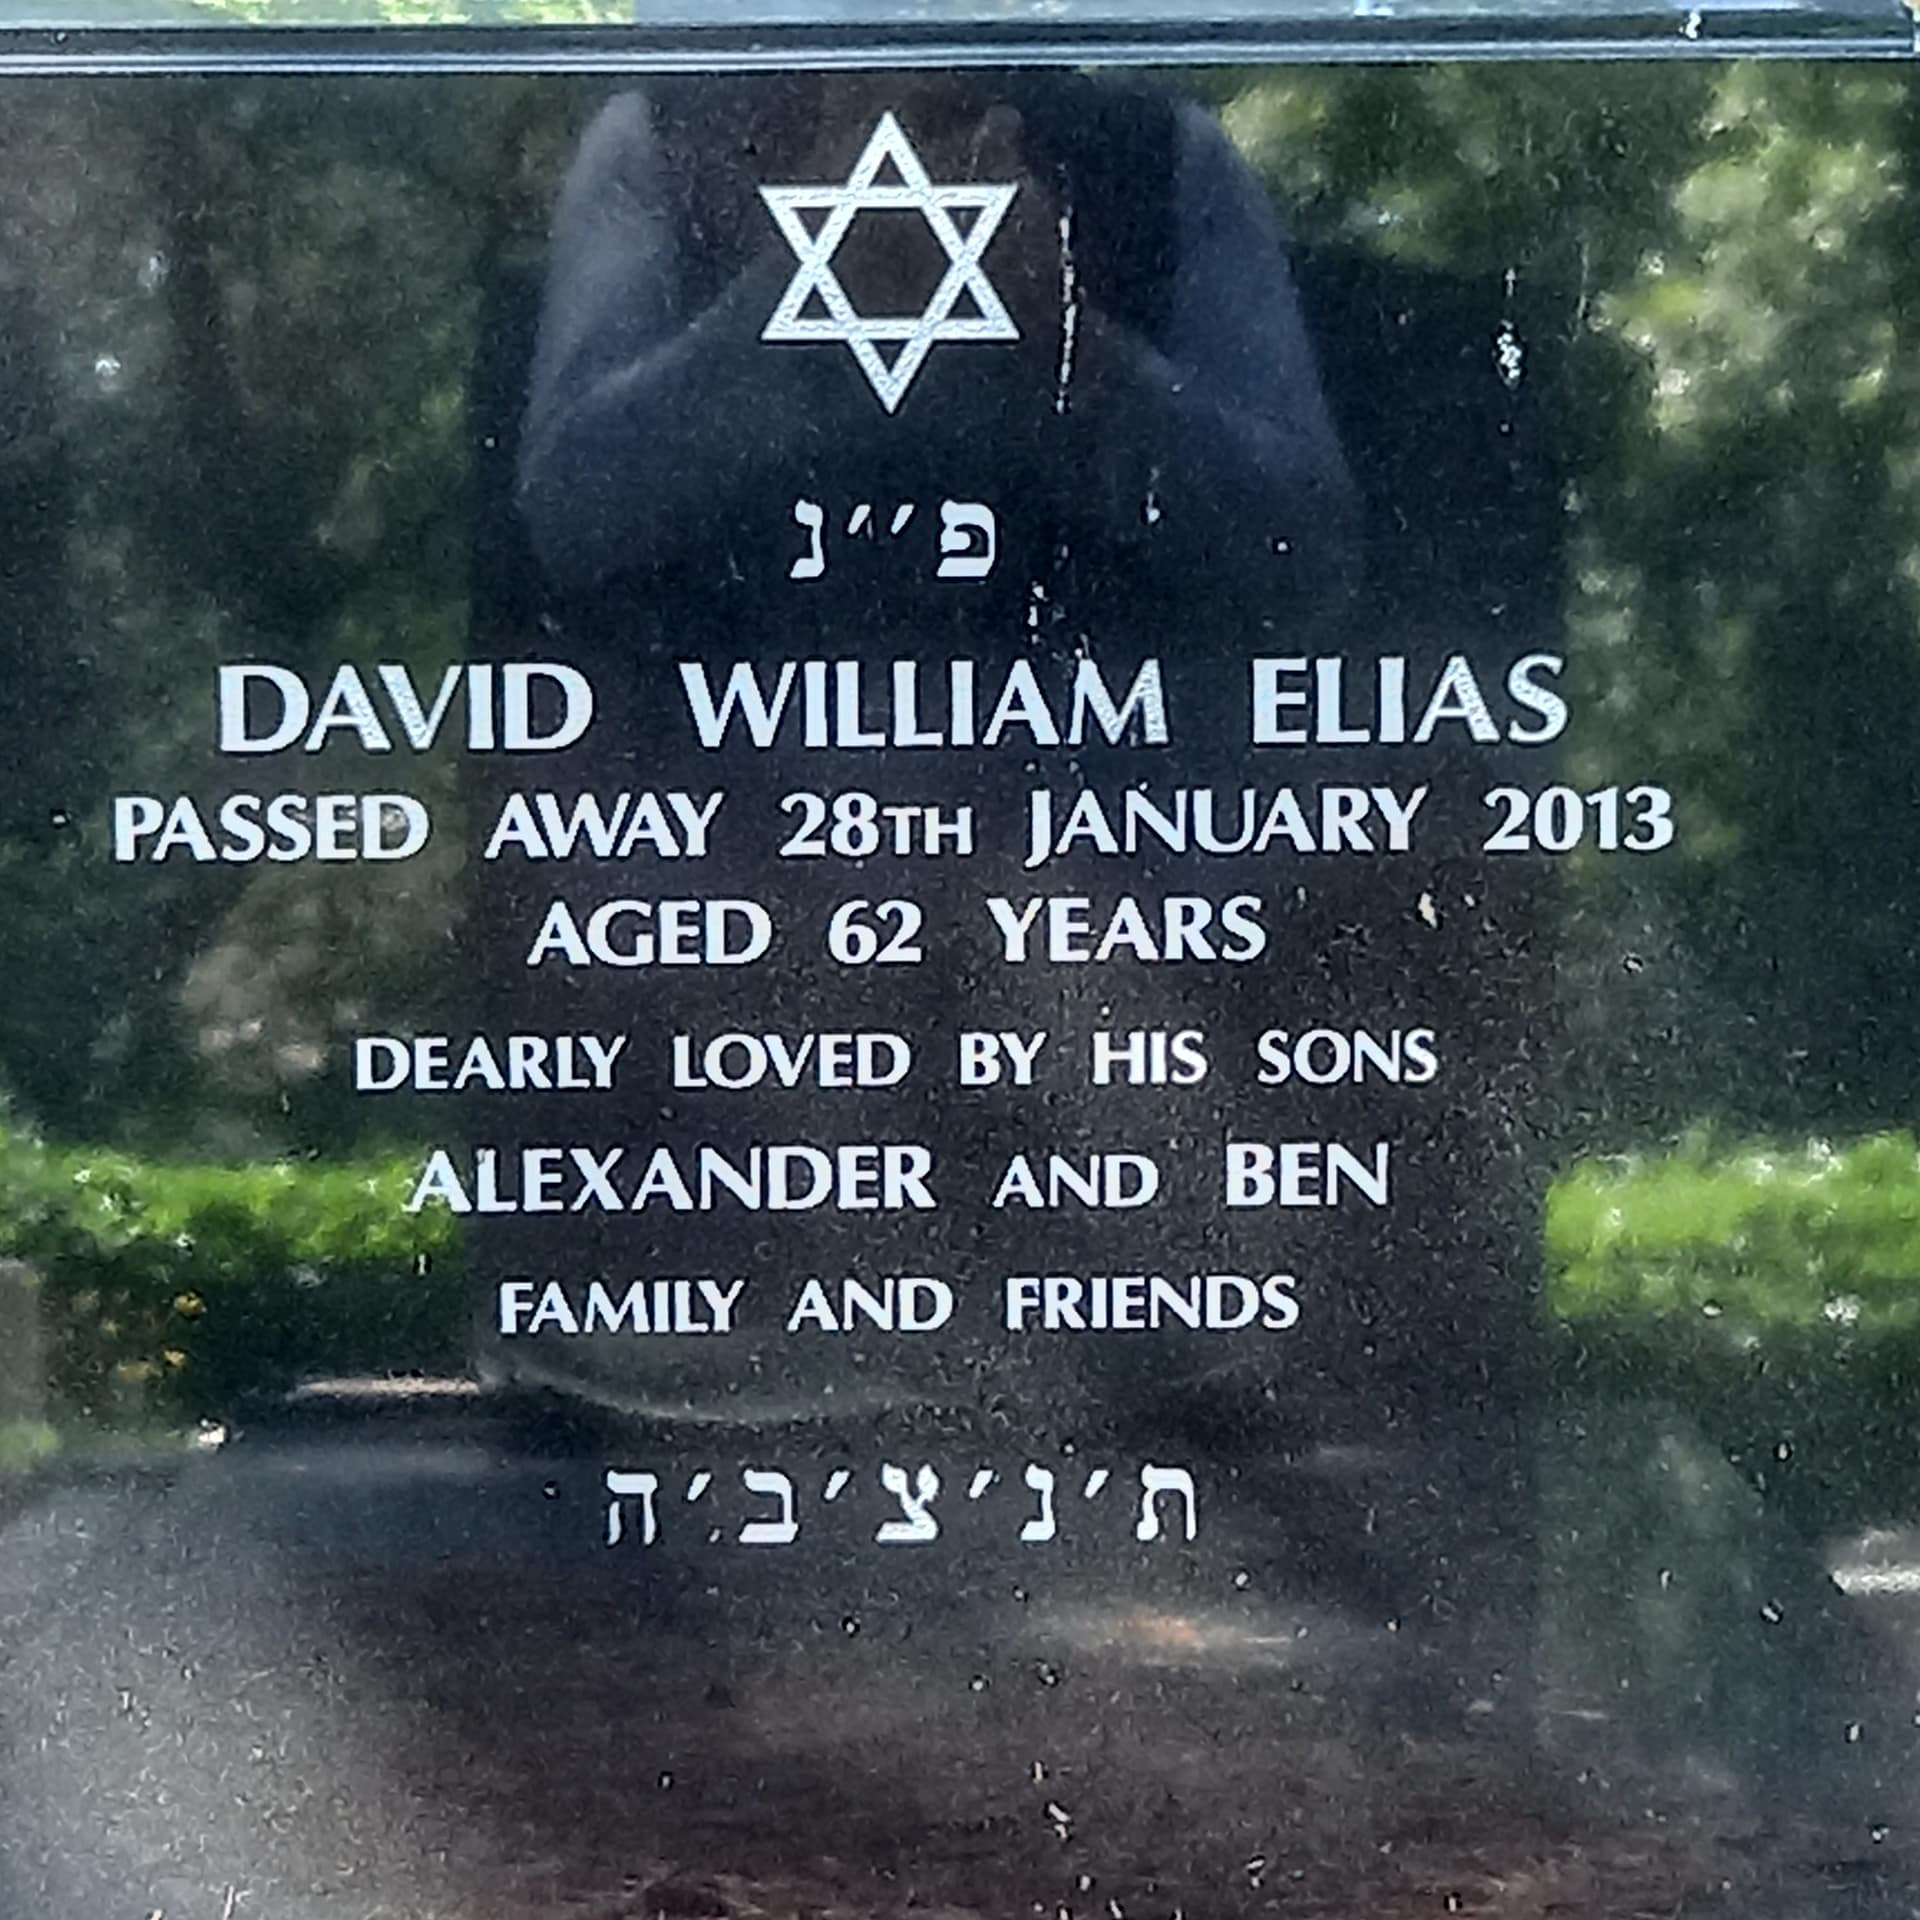 פ״נ
DAVID WILLIAM ELIAS
PASSED AWAY 28TH JANUARY 2013
AGED 62 YEARS
DEARLY LOVED BY HIS SONS
ALEXANDER AND BEN
FAMILY AND FRIENDS
ת׳נ׳צ׳ב׳ה